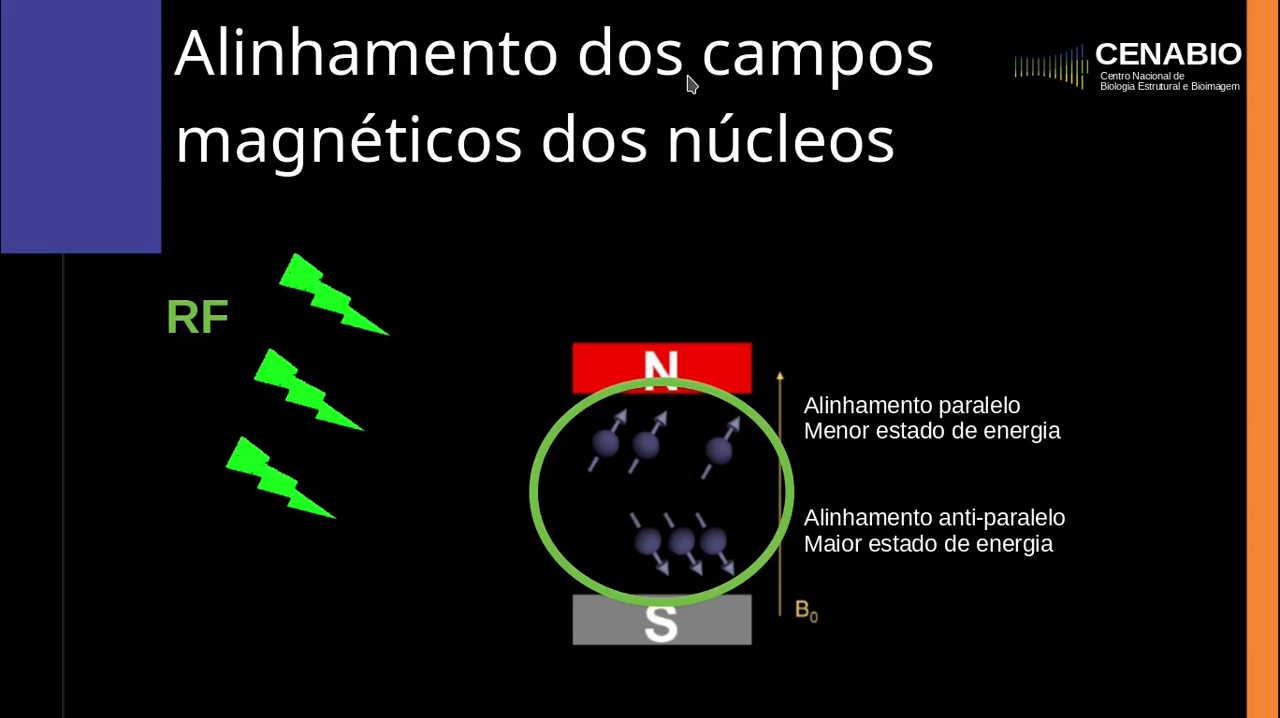 Alinhamento dos campos
magnéticos dos núcleos
CENABIO
Centro Nacional de
Biologia Estrutural e Bioimagem
RF
N
Alinhamento paralelo
Menor estado de energia
Alinhamento anti-paralelo
Maior estado de energia
B₀
S